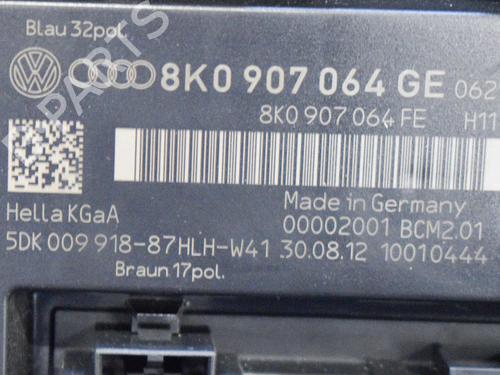 Blau 32pol.
8K0 907 064 GE 062
8K0 907 064 FE H11
Hella KGaA
Made in Germany
00002001 BCM2.01
5DK 009 918-87HLH-W41 30.08.12 10010444
Braun 17pol.
PARTS